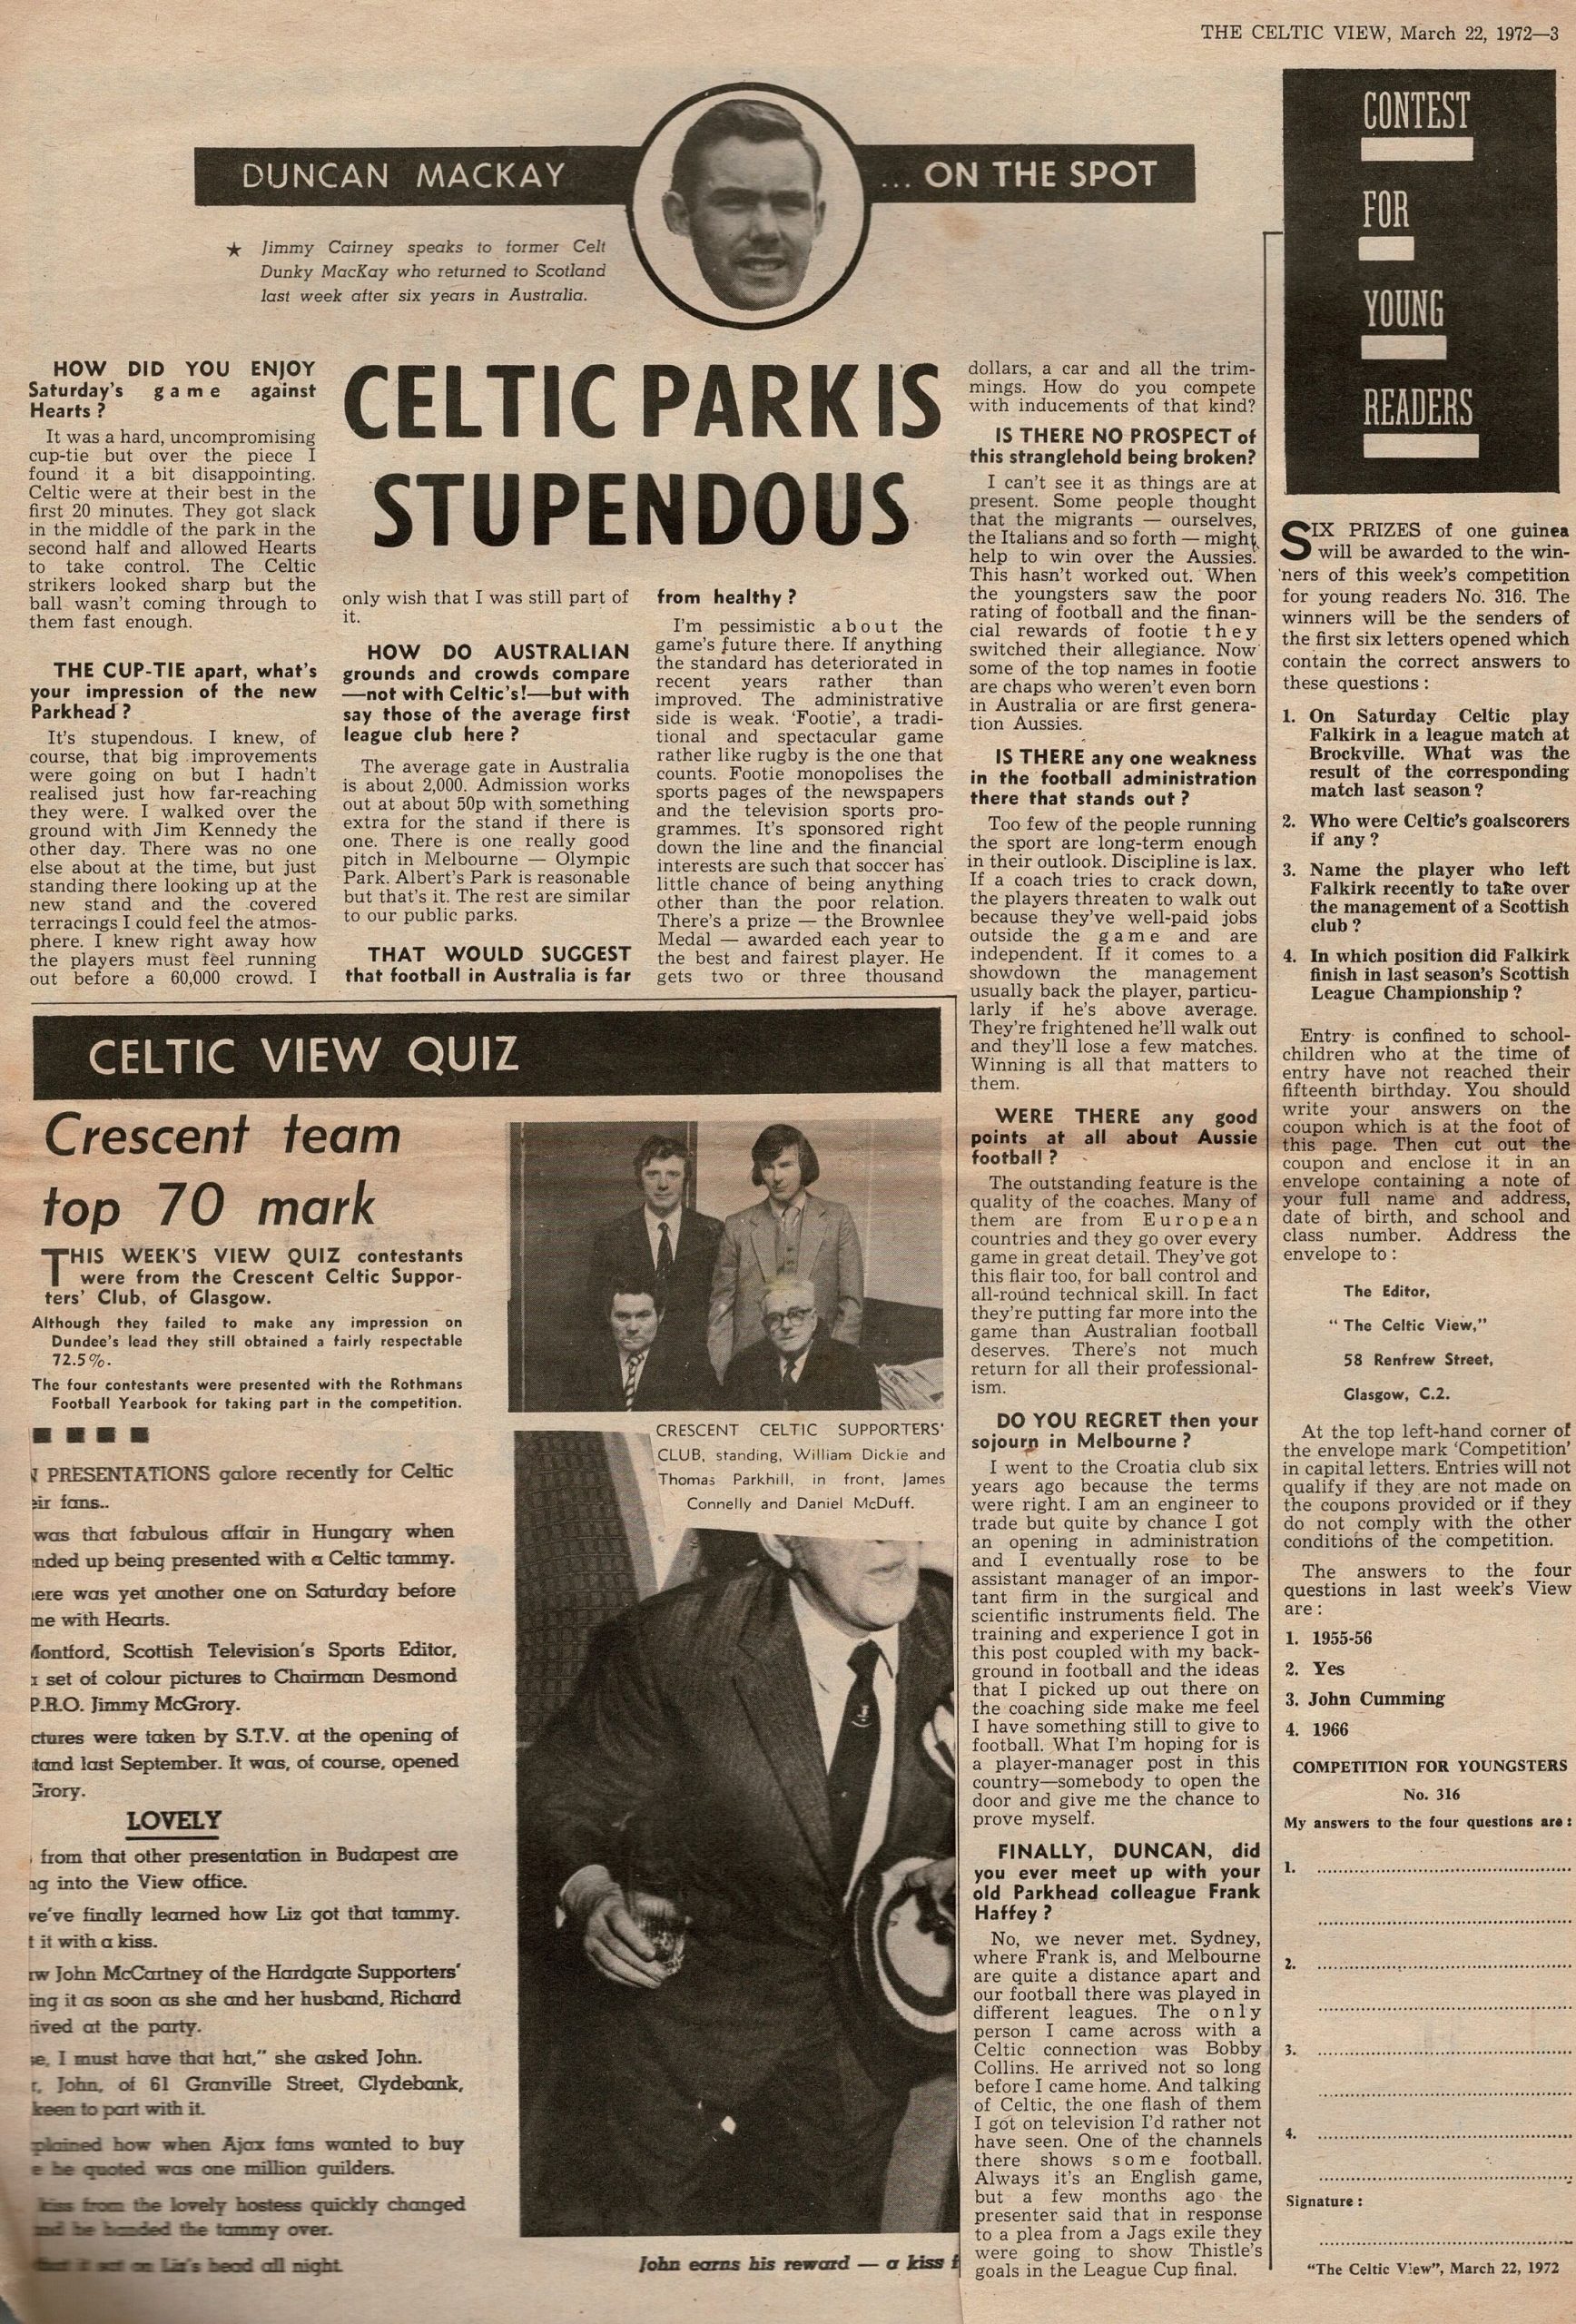 THE CELTIC VIEW, March 22, 1972—3
DUNCAN MACKAY
... ON THE SPOT
★ Jimmy Cairney speaks to former Celt
Dunky MacKay who returned to Scotland
last week after six years in Australia.
CELTIC PARK IS
STUPENDOUS
HOW DID YOU ENJOY
Saturday's game against
Hearts?
It was a hard, uncompromising
cup-tie but over the piece I
found it a bit disappointing.
Celtic were at their best in the
first 20 minutes. They got slack
in the middle of the park in the
second half and allowed Hearts
to take control. The Celtic
strikers looked sharp but the
ball wasn't coming through to
them fast enough.
THE CUP-TIE apart, what's
your impression of the new
Parkhead?
It's stupendous. I knew, of
course, that big improvements
were going on but I hadn't
realised just how far-reaching
they were. I walked over the
ground with Jim Kennedy the
other day. There was no one
else about at the time, but just
standing there looking up at the
new stand and the covered
terracings I could feel the atmos-
phere. I knew right away how
the players must feel running
out before a 60,000 crowd. I
only wish that I was still part of
it.
HOW DO AUSTRALIAN
grounds and crowds compare
—not with Celtic's!—but with
say those of the average first
league club here?
The average gate in Australia
is about 2,000. Admission works
out at about 50p with something
extra for the stand if there is
one. There is one really good
pitch in Melbourne — Olympic
Park. Albert's Park is reasonable
but that's it. The rest are similar
to our public parks.
THAT WOULD SUGGEST
that football in Australia is far
from healthy?
I'm pessimistic about the
game's future there. If anything
the standard has deteriorated in
recent years rather than
improved. The administrative
side is weak. 'Footie', a tradi-
tional and spectacular game
rather like rugby is the one that
counts. Footie monopolises the
sports pages of the newspapers
and the television sports pro-
grammes. It's sponsored right
down the line and the financial
interests are such that soccer has
little chance of being anything
other than the poor relation.
There's a prize — the Brownlee
Medal — awarded each year to
the best and fairest player. He
gets two or three thousand
dollars, a car and all the trim-
mings. How do you compete
with inducements of that kind?
IS THERE NO PROSPECT of
this stranglehold being broken?
I can't see it as things are at
present. Some people thought
that the migrants — ourselves,
the Italians and so forth — might
help to win over the Aussies.
This hasn't worked out. When
the youngsters saw the poor
rating of football and the finan-
cial rewards of footie they
switched their allegiance. Now
some of the top names in footie
are chaps who weren't even born
in Australia or are first genera-
tion Aussies.
IS THERE any one weakness
in the football administration
there that stands out?
Too few of the people running
the sport are long-term enough
in their outlook. Discipline is lax.
If a coach tries to crack down,
the players threaten to walk out
because they've well-paid jobs
outside the game and are
independent. If it comes to a
showdown the management
usually back the player, particu-
larly if he's above average.
They're frightened he'll walk out
and they'll lose a few matches.
Winning is all that matters to
them.
WERE THERE any good
points at all about Aussie
football?
The outstanding feature is the
quality of the coaches. Many of
them are from European
countries and they go over every
game in great detail. They've got
this flair too, for ball control and
all-round technical skill. In fact
they're putting far more into the
game than Australian football
deserves. There's not much
return for all their professional-
ism.
DO YOU REGRET then your
sojourn in Melbourne?
I went to the Croatia club six
years ago because the terms
were right. I am an engineer to
trade but quite by chance I got
an opening in administration
and I eventually rose to be
assistant manager of an impor-
tant firm in the surgical and
scientific instruments field. The
training and experience I got in
this post coupled with my back-
ground in football and the ideas
that I picked up out there on
the coaching side make me feel
I have something still to give to
football. What I'm hoping for is
a player-manager post in this
country—somebody to open the
door and give me the chance to
prove myself.
FINALLY, DUNCAN, did
you ever meet up with your
old Parkhead colleague Frank
Haffey?
No, we never met. Sydney,
where Frank is, and Melbourne
are quite a distance apart and
our football there was played in
different leagues. The only
person I came across with a
Celtic connection was Bobby
Collins. He arrived not so long
before I came home. And talking
of Celtic, the one flash of them
I got on television I'd rather not
have seen. One of the channels
there shows some football.
Always it's an English game,
but a few months ago the
presenter said that in response
to a plea from a Jags exile they
were going to show Thistle's
goals in the League Cup final.
CELTIC VIEW QUIZ
Crescent team
top 70 mark
THIS WEEK'S VIEW QUIZ contestants
were from the Crescent Celtic Suppor-
ters' Club, of Glasgow.
Although they failed to make any impression on
Dundee's lead they still obtained a fairly respectable
72.5%.
The four contestants were presented with the Rothmans
Football Yearbook for taking part in the competition.
CRESCENT CELTIC SUPPORTERS'
CLUB, standing, William Dickie and
Thomas Parkhill, in front, James
Connelly and Daniel McDuff.
PRESENTATIONS galore recently for Celtic
eir fans..
was that fabulous affair in Hungary when
nded up being presented with a Celtic tammy.
ere was yet another one on Saturday before
me with Hearts.
Montford, Scottish Television's Sports Editor,
set of colour pictures to Chairman Desmond
P.R.O. Jimmy McGrory.
ctures were taken by S.T.V. at the opening of
tand last September. It was, of course, opened
Grory.
LOVELY
from that other presentation in Budapest are
ng into the View office.
ve've finally learned how Liz got that tammy.
t it with a kiss.
w John McCartney of the Hardgate Supporters'
ing it as soon as she and her husband, Richard
rived at the party.
se, I must have that hat," she asked John.
r, John, of 61 Granville Street, Clydebank,
keen to part with it.
plained how when Ajax fans wanted to buy
e he quoted was one million guilders.
kiss from the lovely hostess quickly changed
nd he handed the tammy over.
it sat on Liz's head all night.
John earns his reward — a kiss f
CONTEST
FOR
YOUNG
READERS
SIX PRIZES of one guinea
will be awarded to the win-
ners of this week's competition
for young readers No. 316. The
winners will be the senders of
the first six letters opened which
contain the correct answers to
these questions:
1. On Saturday Celtic play
Falkirk in a league match at
Brockville. What was the
result of the corresponding
match last season?
2. Who were Celtic's goalscorers
if any?
3. Name the player who left
Falkirk recently to take over
the management of a Scottish
club?
4. In which position did Falkirk
finish in last season's Scottish
League Championship?
Entry is confined to school-
children who at the time of
entry have not reached their
fifteenth birthday. You should
write your answers on the
coupon which is at the foot of
this page. Then cut out the
coupon and enclose it in an
envelope containing a note of
your full name and address,
date of birth, and school and
class number. Address the
envelope to:
The Editor,
"The Celtic View,"
58 Renfrew Street,
Glasgow, C.2.
At the top left-hand corner of
the envelope mark 'Competition'
in capital letters. Entries will not
qualify if they are not made on
the coupons provided or if they
do not comply with the other
conditions of the competition.
The answers to the four
questions in last week's View
are:
1. 1955-56
2. Yes
3. John Cumming
4. 1966
COMPETITION FOR YOUNGSTERS
No. 316
My answers to the four questions are:
1.
2.
3.
4.
Signature:
"The Celtic View", March 22, 1972